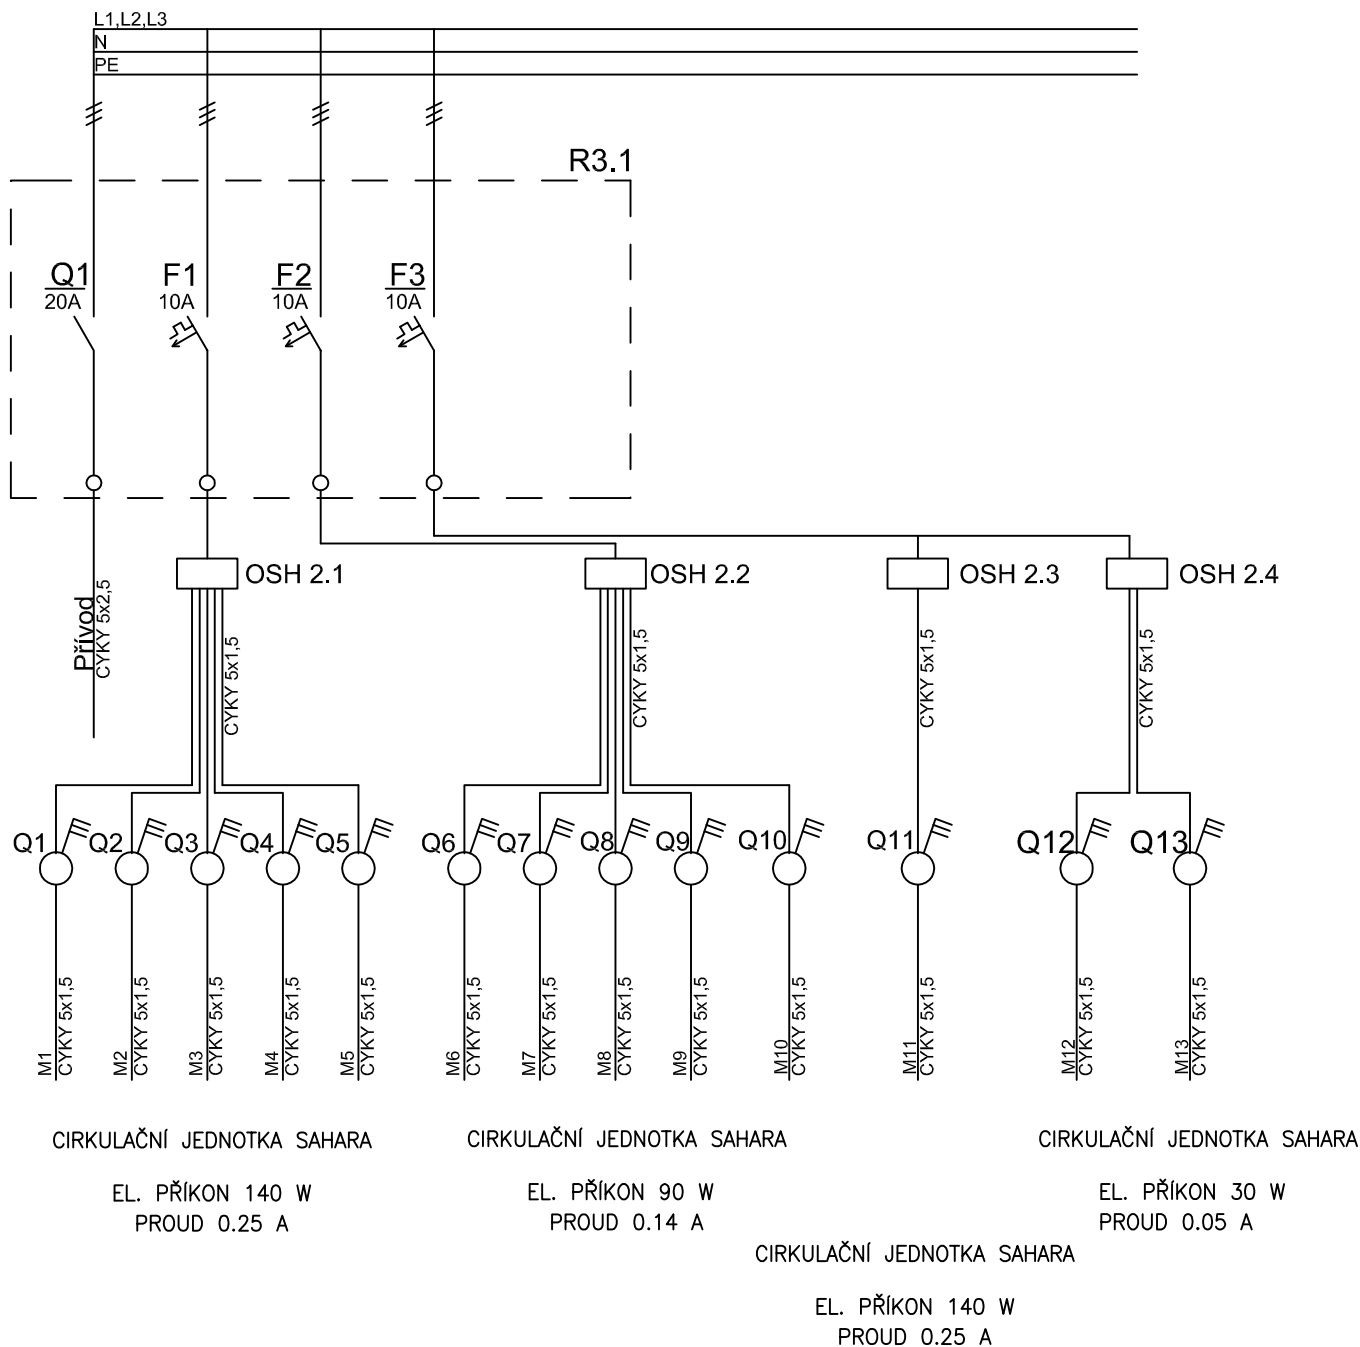 L1,L2,L3
N
PE
R3.1
Q1
20A
F1
10A
F2
10A
F3
10A
OSH 2.1
OSH 2.2
OSH 2.3
OSH 2.4
Přívod
CYKY 5x2,5
CYKY 5x1,5
CYKY 5x1,5
CYKY 5x1,5
CYKY 5x1,5
Q1
Q2
Q3
Q4
Q5
Q6
Q7
Q8
Q9
Q10
Q11
Q12
Q13
M1
CYKY 5x1,5
M2
CYKY 5x1,5
M3
CYKY 5x1,5
M4
CYKY 5x1,5
M5
CYKY 5x1,5
M6
CYKY 5x1,5
M7
CYKY 5x1,5
M8
CYKY 5x1,5
M9
CYKY 5x1,5
M10
CYKY 5x1,5
M11
CYKY 5x1,5
M12
CYKY 5x1,5
M13
CYKY 5x1,5
CIRKULAČNÍ JEDNOTKA SAHARA
EL. PŘÍKON 140 W
PROUD 0.25 A
CIRKULAČNÍ JEDNOTKA SAHARA
EL. PŘÍKON 90 W
PROUD 0.14 A
CIRKULAČNÍ JEDNOTKA SAHARA
EL. PŘÍKON 30 W
PROUD 0.05 A
CIRKULAČNÍ JEDNOTKA SAHARA
EL. PŘÍKON 140 W
PROUD 0.25 A